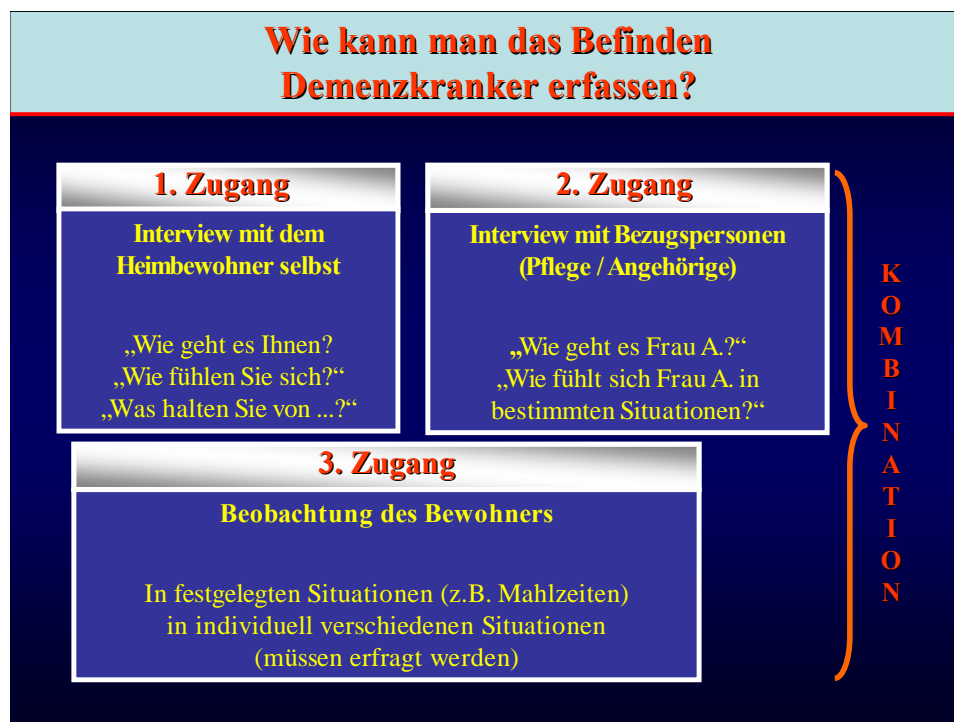 Wie kann man das Befinden
Demenzkranker erfassen?
1. Zugang
Interview mit dem
Heimbewohner selbst
„Wie geht es Ihnen?
„Wie fühlen Sie sich?“
„Was halten Sie von ...?“
2. Zugang
Interview mit Bezugspersonen
(Pflege / Angehörige)
„Wie geht es Frau A.?“
„Wie fühlt sich Frau A. in
bestimmten Situationen?“
3. Zugang
Beobachtung des Bewohners
In festgelegten Situationen (z.B. Mahlzeiten)
in individuell verschiedenen Situationen
(müssen erfragt werden)
K
O
M
B
I
N
A
T
I
O
N